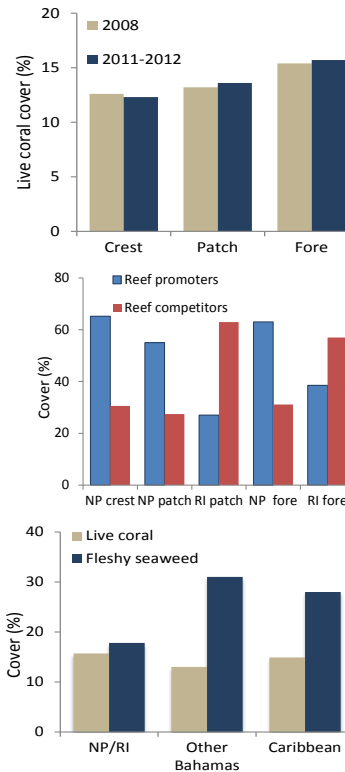 20
2008
2011-2012
15
10
5
0
Live coral cover (%)
Crest Patch Fore
80
Reef promoters
Reef competitors
60
40
20
0
Cover (%)
NP crest NP patch RI patch NP fore RI fore
40
Live coral
Fleshy seaweed
30
20
10
0
Cover (%)
NP/RI Other Caribbean
Bahamas